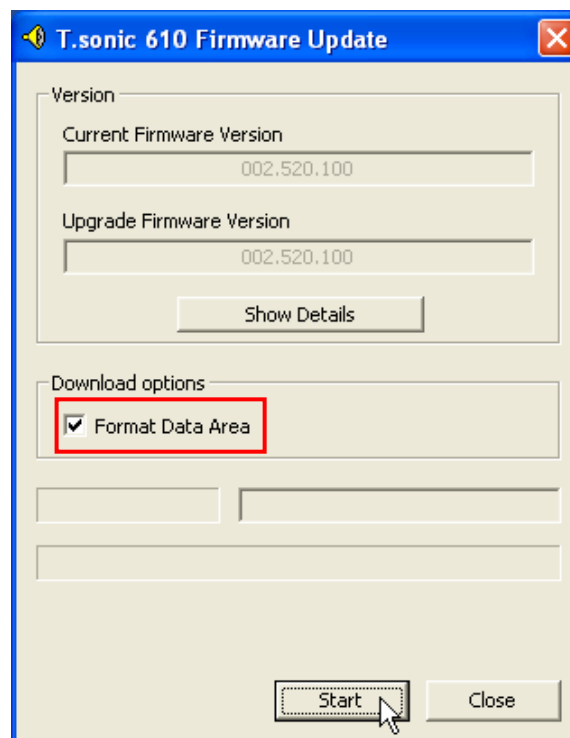 T.sonic 610 Firmware Update
Version
Current Firmware Version
002.520.100
Upgrade Firmware Version
002.520.100
Show Details
Download options
Format Data Area
Start
Close